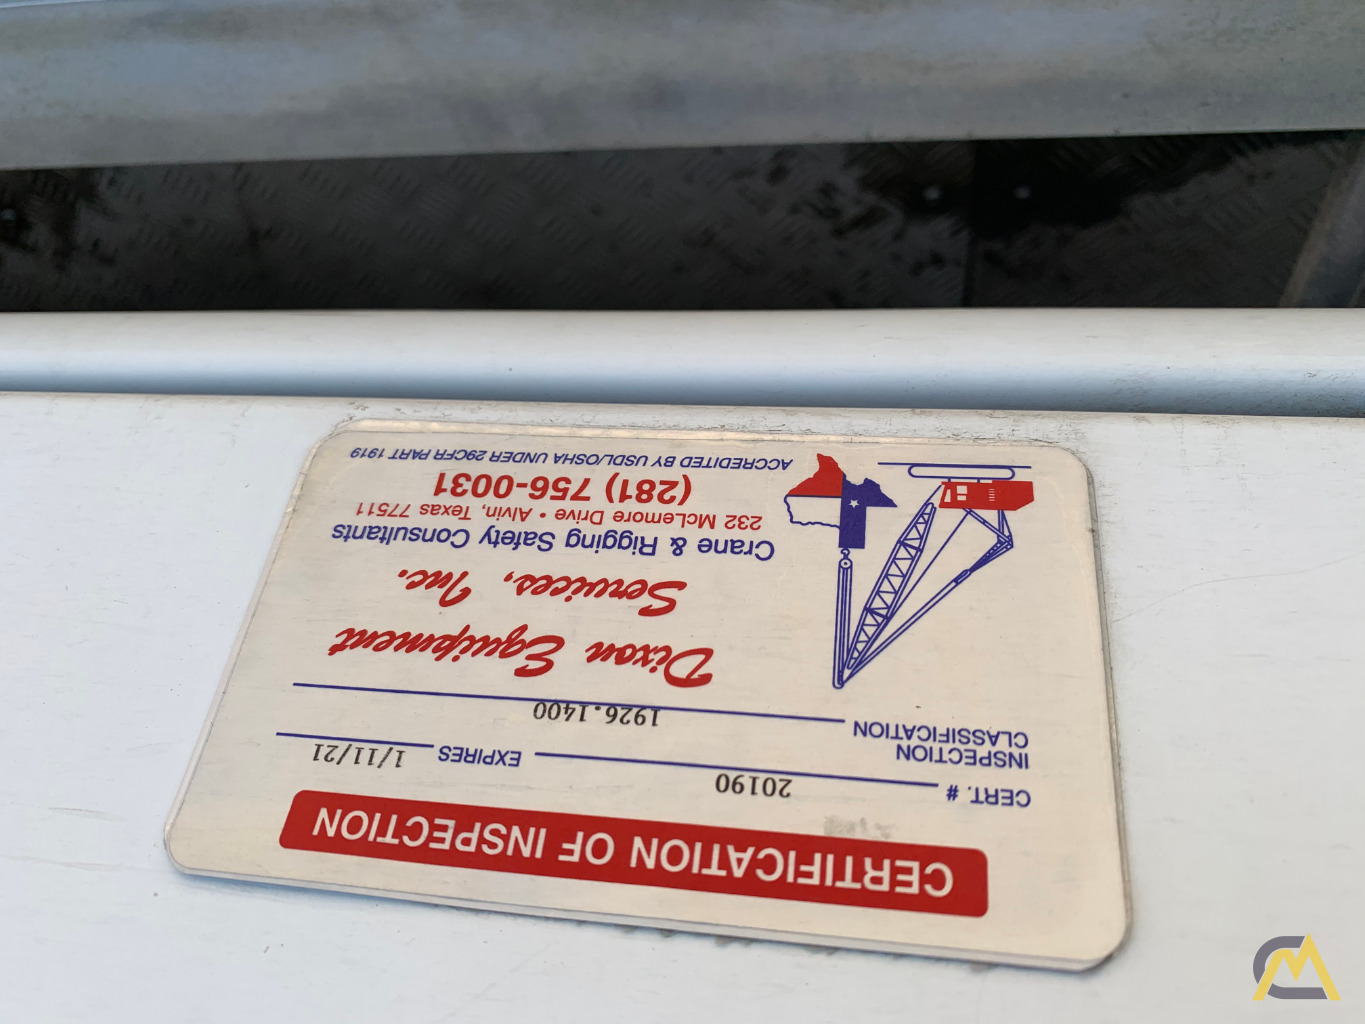 CERTIFICATION OF INSPECTION
CERT. # 20190 EXPIRES 1/11/21
INSPECTION
CLASSIFICATION 1926.1400
Dixon Equipment
Services, Inc.
Crane & Rigging Safety Consultants
232 McLemore Drive • Alvin, Texas 77511
(281) 756-0031
ACCREDITED BY USDL/OSHA UNDER 29CFR PART 1919